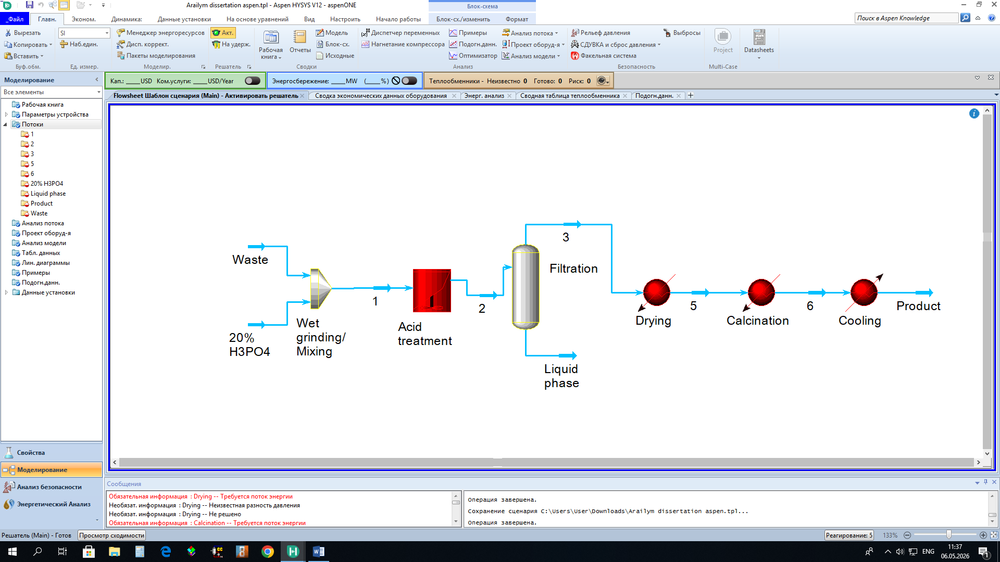 Arailym dissertation aspen.tpl - Aspen HYSYS V12 - aspenONE
Блок-схема
_Файл
Главн.
Эконом.
Динамика:
Данные установки
На основе уравнений
Вид
Настроить
Начало работы
Блок-сх./изменить
Формат
Поиск в Aspen Knowledge
Вырезать
Копировать
Вставить
Буф.обм.
SI
Наб.един.
Ед. измер.
Менеджер энергоресурсов
Дисп. коррект.
Пакеты моделирования
Моделир.
Акт.
На удерж.
Решатель
Рабочая книга
Отчеты
Модель
Блок-сх.
Исходные
Сводки
Диспетчер переменных
Нагнетание компрессора
Примеры
Подогн.данн.
Оптимизатор
Анализ потока
Проект оборуд-я
Анализ модели
Анализ
Рельеф давления
СДУВКА и сброс давления
Факельная система
Безопасность
Выбросы
Project
Multi-Case
Datasheets
Моделирование
Кап.: ____USD Ком.услуги: ____USD/Year
Энергосбережение: ____MW (____%)
Теплообменники - Неизвестно 0 Готово: 0 Риск: 0
Все элементы
Flowsheet Шаблон сценария (Main) - Активировать решатель
Сводка экономических данных оборудования
Энерг. анализ
Сводная таблица теплообменника
Подогн.данн.
Рабочая книга
Параметры устройства
Потоки
1
2
3
5
6
20% H3PO4
Liquid phase
Product
Waste
Анализ потока
Проект оборуд-я
Анализ модели
Табл. данных
Лин. диаграммы
Примеры
Подогн.данн.
Данные установки
Waste
20%
H3PO4
Wet
grinding/
Mixing
1
Acid
treatment
2
3
Filtration
Liquid
phase
Drying
5
Calcination
6
Cooling
Product
Свойства
Моделирование
Анализ безопасности
Энергетический Анализ
Сообщения
Обязательная информация : Drying -- Требуется поток энергии
Необязат. информация : Drying -- Неизвестная разность давления
Необязат. информация : Drying -- Не решено
Обязательная информация : Calcination -- Требуется поток энергии
Операция завершена.
Сохранение сценария C:\Users\User\Downloads\Arailym dissertation aspen.tpl...
Операция завершена.
Решатель (Main) - Готов
Просмотр сходимости
Реагирование: 5
133%
ENG
11:37
06.05.2026
1